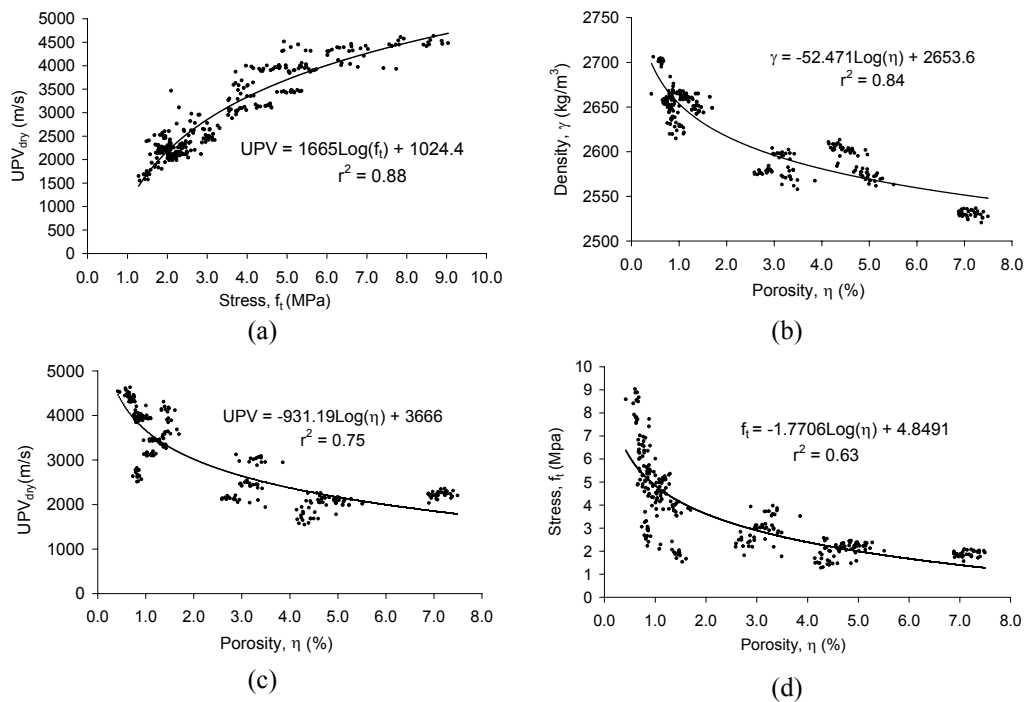 5000
4500
4000
3500
3000
2500
2000
1500
1000
500
0
UPV_dry (m/s)
UPV = 1665Log(f_t) + 1024.4
r² = 0.88
0.0 1.0 2.0 3.0 4.0 5.0 6.0 7.0 8.0 9.0 10.0
Stress, f_t (MPa)
(a)
2750
2700
2650
2600
2550
2500
Density, γ (kg/m³)
γ = -52.471Log(η) + 2653.6
r² = 0.84
0.0 1.0 2.0 3.0 4.0 5.0 6.0 7.0 8.0
Porosity, η (%)
(b)
5000
4000
3000
2000
1000
0
UPV_dry(m/s)
UPV = -931.19Log(η) + 3666
r² = 0.75
0.0 1.0 2.0 3.0 4.0 5.0 6.0 7.0 8.0
Porosity, η (%)
(c)
10
9
8
7
6
5
4
3
2
1
0
Stress, f_t (Mpa)
f_t = -1.7706Log(η) + 4.8491
r² = 0.63
0.0 1.0 2.0 3.0 4.0 5.0 6.0 7.0 8.0
Porosity, η (%)
(d)